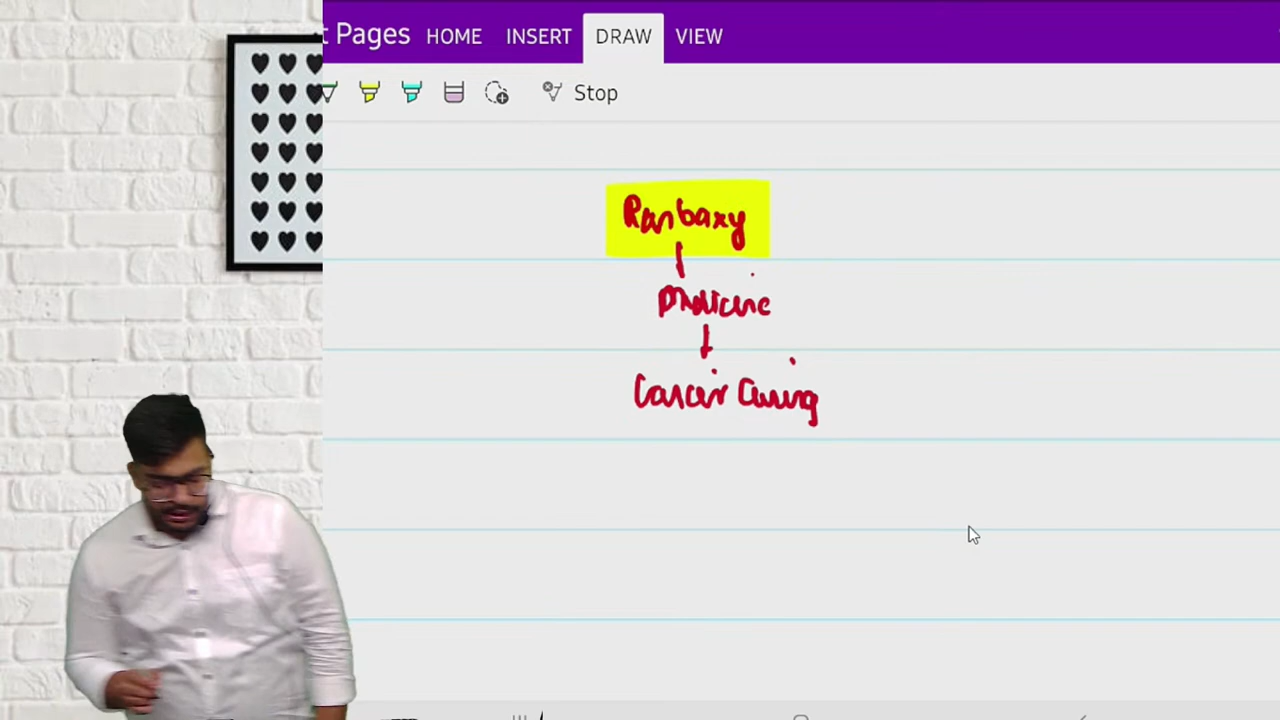 t Pages HOME INSERT DRAW VIEW
Stop
Ranbaxy
Medicine
Cancer Curing